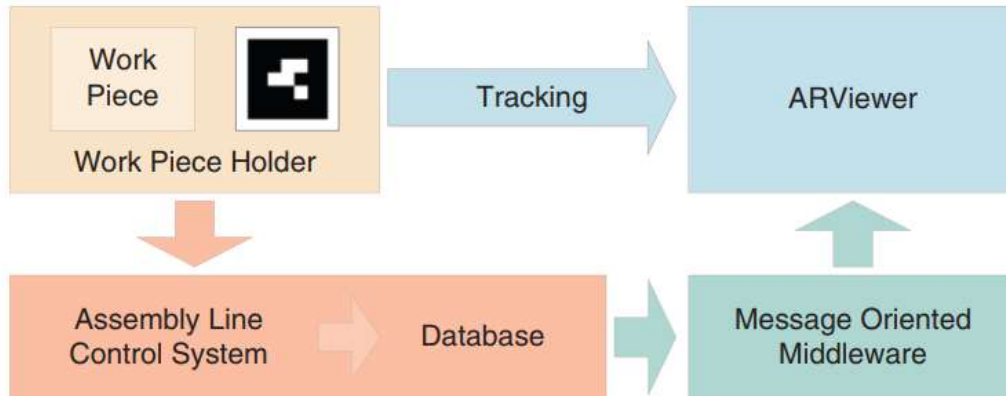 Work
Piece
Work Piece Holder
Tracking
ARViewer
Assembly Line
Control System
Database
Message Oriented
Middleware